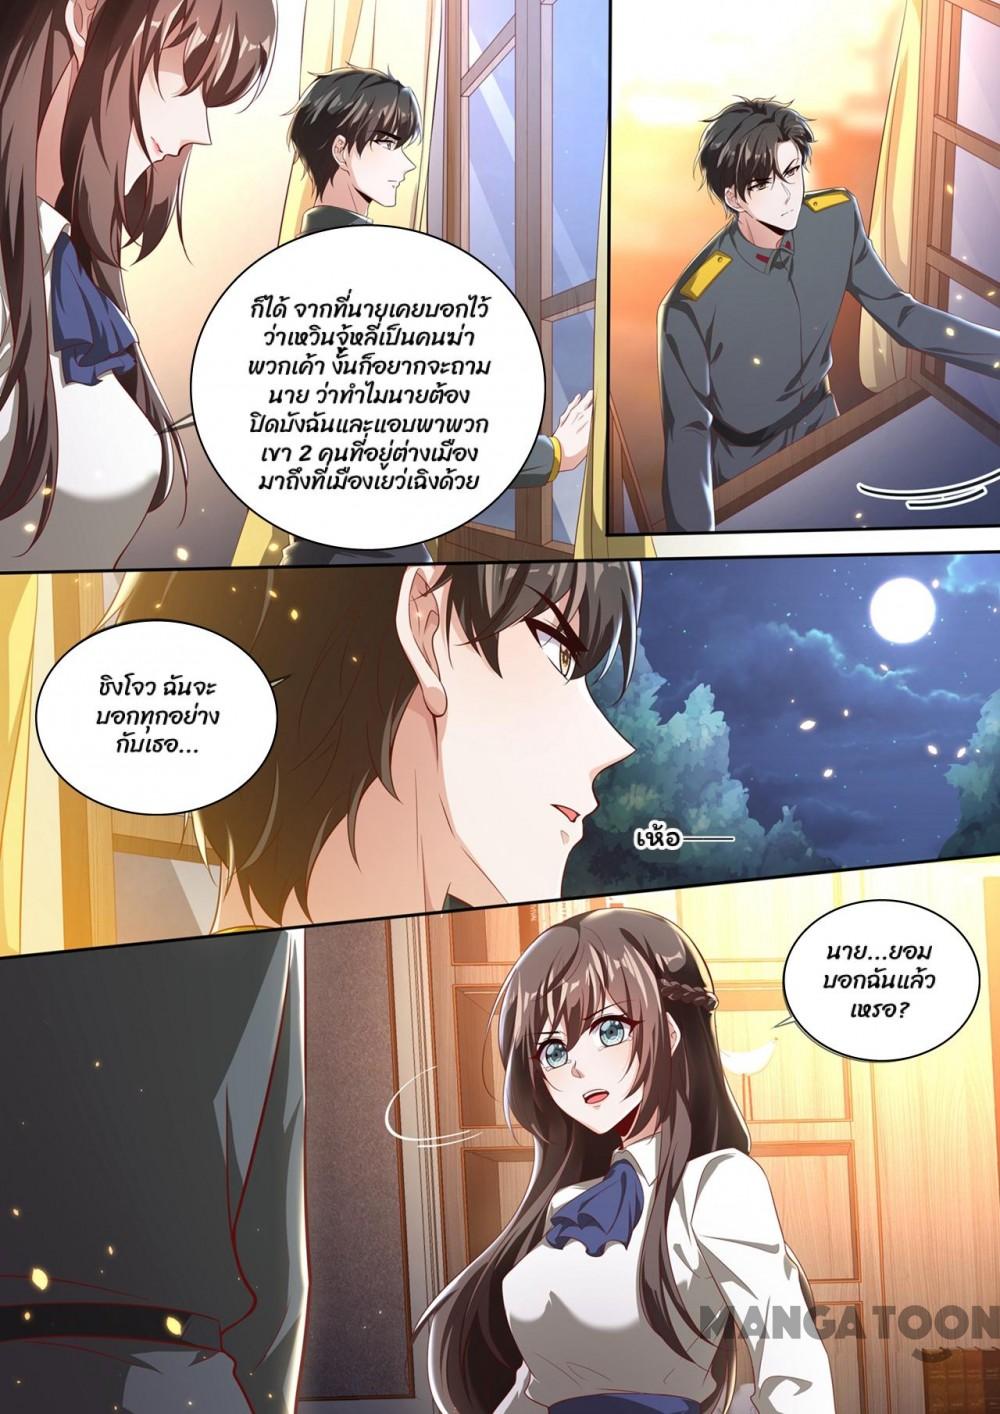 ก็ได้ จากที่นายเคยบอกไว้
ว่าเหวินจู้หลี่เป็นคนฆ่า
พวกเค้า งั้นก็อยากจะถาม
นาย ว่าทำไมนายต้อง
ปิดบังฉันและแอบพาพวก
เขา 2 คนที่อยู่ต่างเมือง
มาถึงที่เมืองเยว่เฉิงด้วย
ชิงโจว ฉันจะ
บอกทุกอย่าง
กับเธอ...
เห้อ
นาย...ยอม
บอกฉันแล้ว
เหรอ?
MANGATOON